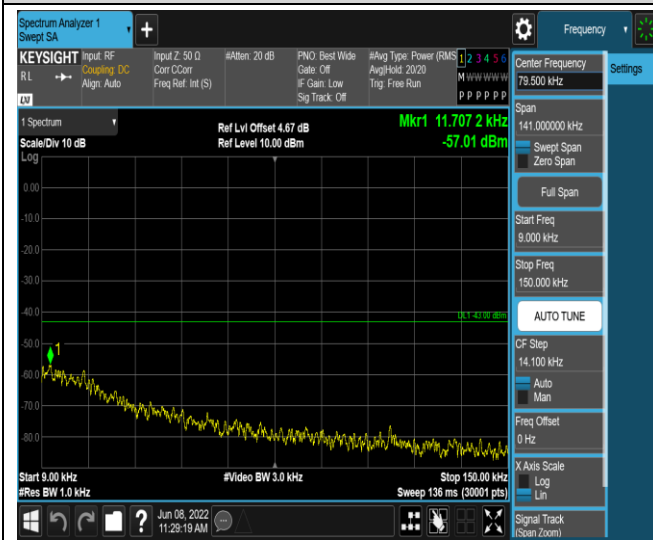 Spectrum Analyzer 1
Swept SA
+
Frequency
KEYSIGHT
RL
LXI
Input: RF
Coupling: DC
Align: Auto
Input Z: 50 Ω
Corr CCorr
Freq Ref: Int (S)
#Atten: 20 dB
PNO: Best Wide
Gate: Off
IF Gain: Low
Sig Track: Off
#Avg Type: Power (RMS
Avg|Hold: 20/20
Trig: Free Run
1 2 3 4 5 6
M W W W W W
P P P P P P
Center Frequency
79.500 kHz
Settings
Span
141.000000 kHz
Swept Span
Zero Span
Full Span
Start Freq
9.000 kHz
Stop Freq
150.000 kHz
AUTO TUNE
CF Step
14.100 kHz
Auto
Man
Freq Offset
0 Hz
X Axis Scale
Log
Lin
Signal Track
(Span Zoom)
1 Spectrum
Scale/Div 10 dB
Ref Lvl Offset 4.67 dB
Ref Level 10.00 dBm
Mkr1 11.707 2 kHz
-57.01 dBm
Log
0.00
-10.0
-20.0
-30.0
-40.0
DL1 -43.00 dBm
-50.0
1
-60.0
-70.0
-80.0
Start 9.00 kHz
#Res BW 1.0 kHz
#Video BW 3.0 kHz
Stop 150.00 kHz
Sweep 136 ms (30001 pts)
?
Jun 08, 2022
11:29:19 AM